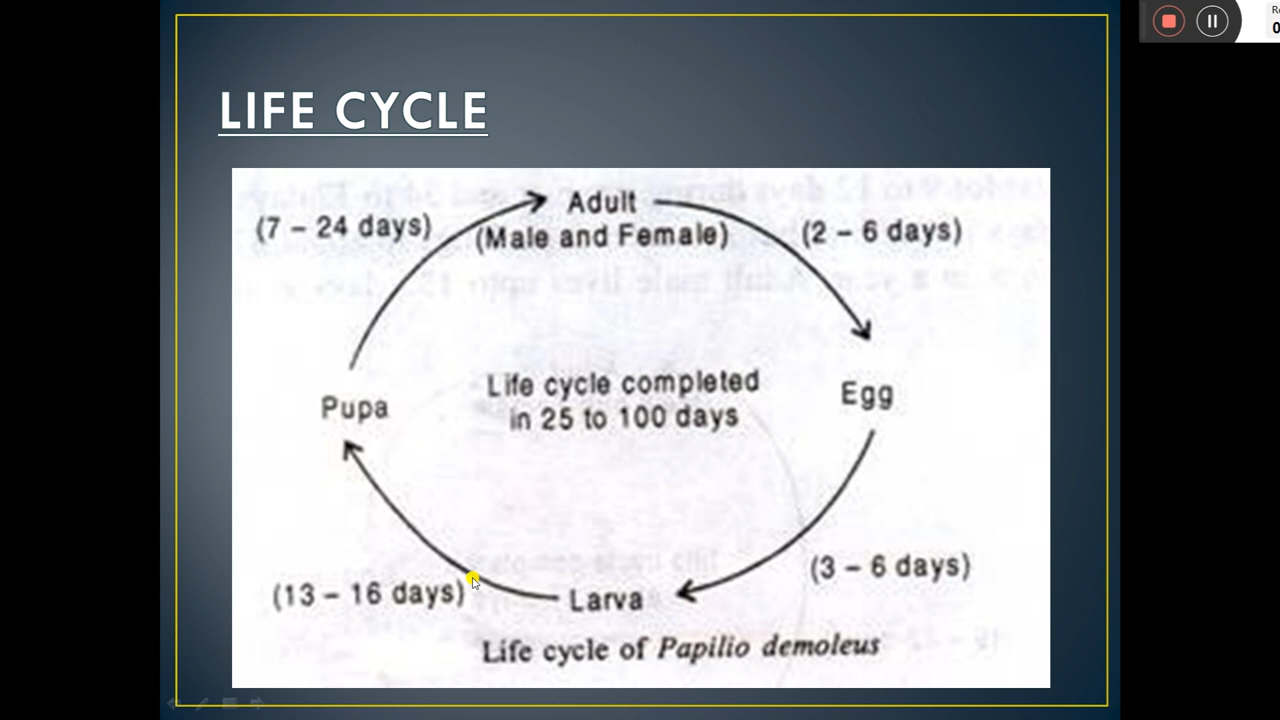 LIFE CYCLE
(7 – 24 days)
Adult
(Male and Female)
(2 – 6 days)
Pupa
Life cycle completed
in 25 to 100 days
Egg
(13 – 16 days)
Larva
(3 – 6 days)
Life cycle of Papilio demoleus